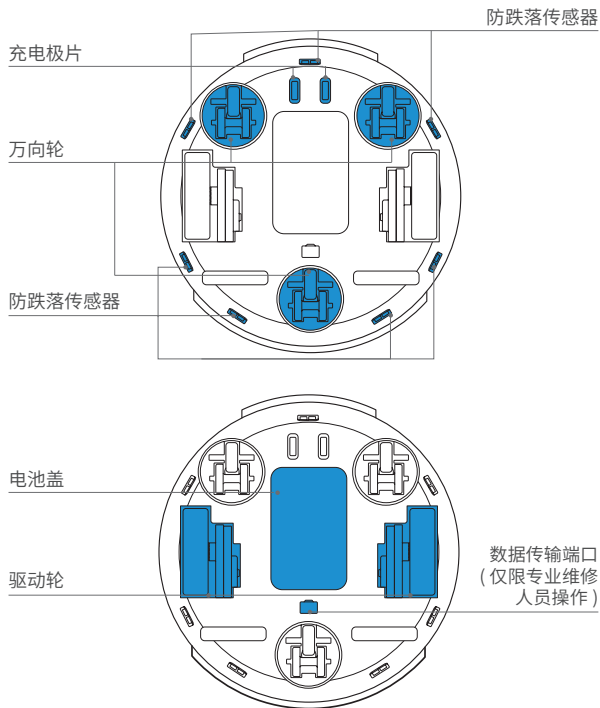 防跌落传感器
充电极片
万向轮
防跌落传感器
电池盖
驱动轮
数据传输端口
( 仅限专业维修
人员操作 )